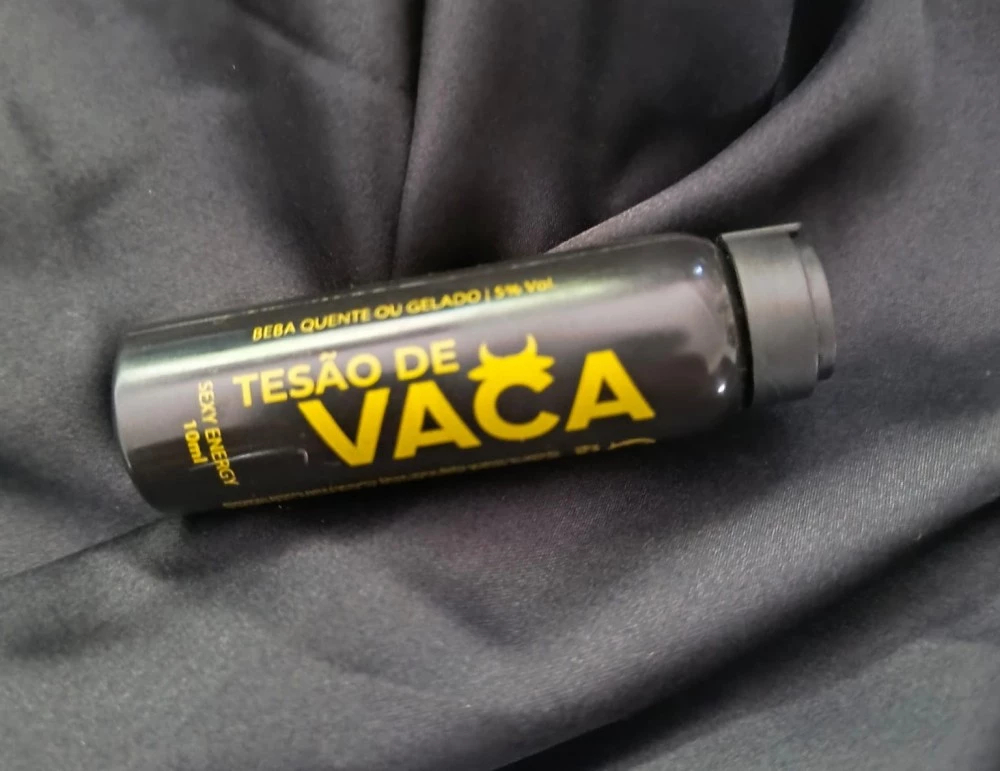 BEBA QUENTE OU GELADO | 5% Vol
TESÃO DE
VACA
SEXY ENERGY
10ml